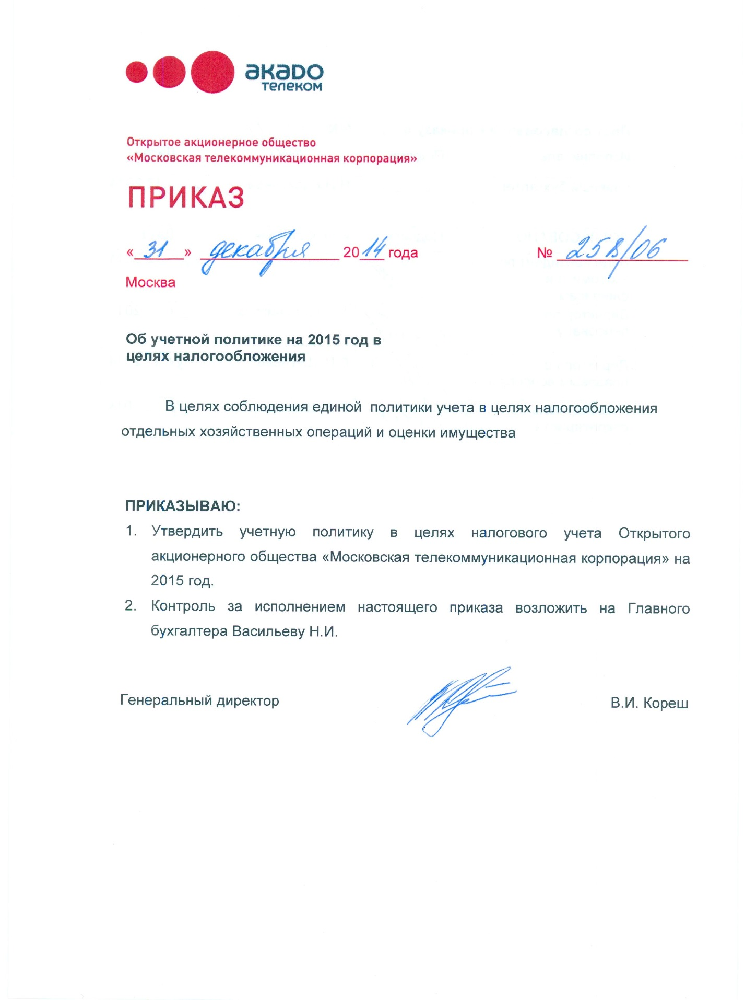 акадо
телеком
Открытое акционерное общество
«Московская телекоммуникационная корпорация»
ПРИКАЗ
«31» декабря 2014 года № 258/06
Москва
Об учетной политике на 2015 год в
целях налогообложения
В целях соблюдения единой политики учета в целях налогообложения
отдельных хозяйственных операций и оценки имущества
ПРИКАЗЫВАЮ:
1. Утвердить учетную политику в целях налогового учета Открытого
акционерного общества «Московская телекоммуникационная корпорация» на
2015 год.
2. Контроль за исполнением настоящего приказа возложить на Главного
бухгалтера Васильеву Н.И.
Генеральный директор В.И. Кореш